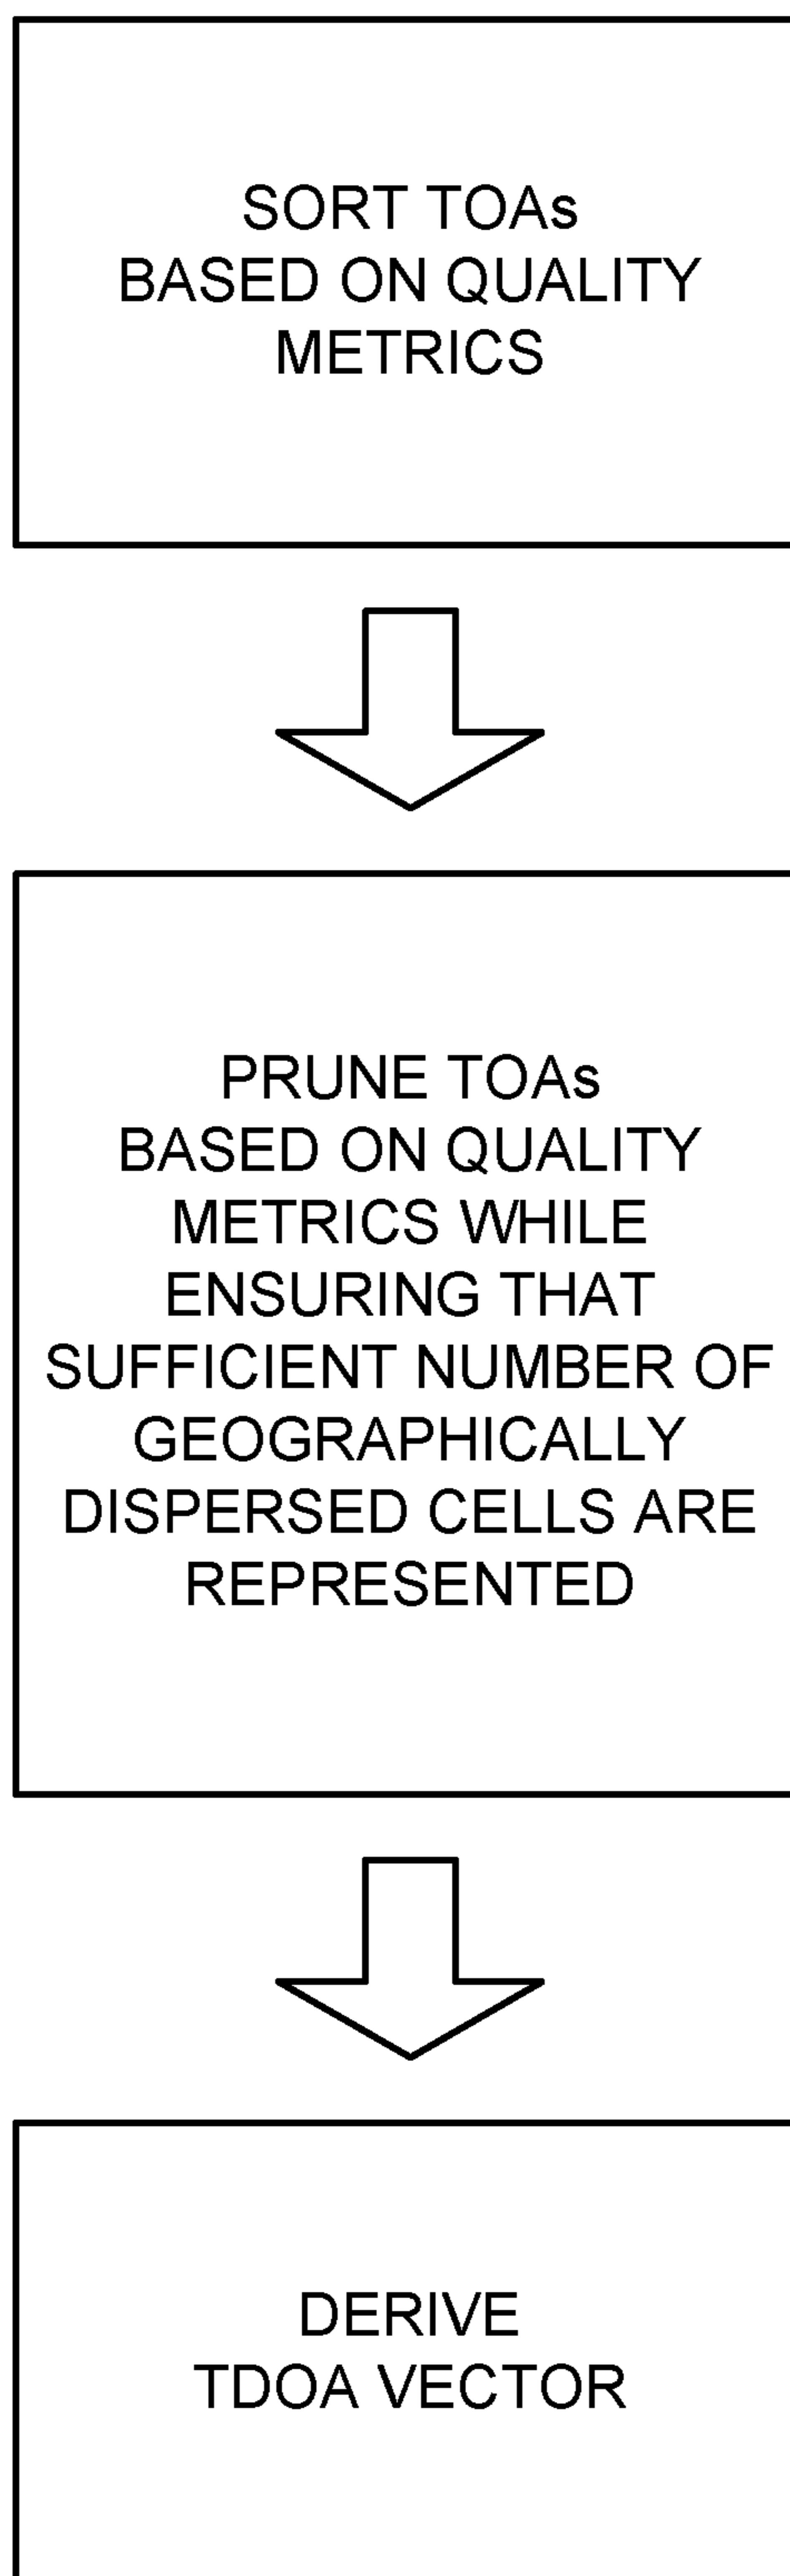 SORT TOAs
BASED ON QUALITY
METRICS
PRUNE TOAs
BASED ON QUALITY
METRICS WHILE
ENSURING THAT
SUFFICIENT NUMBER OF
GEOGRAPHICALLY
DISPERSED CELLS ARE
REPRESENTED
DERIVE
TDOA VECTOR